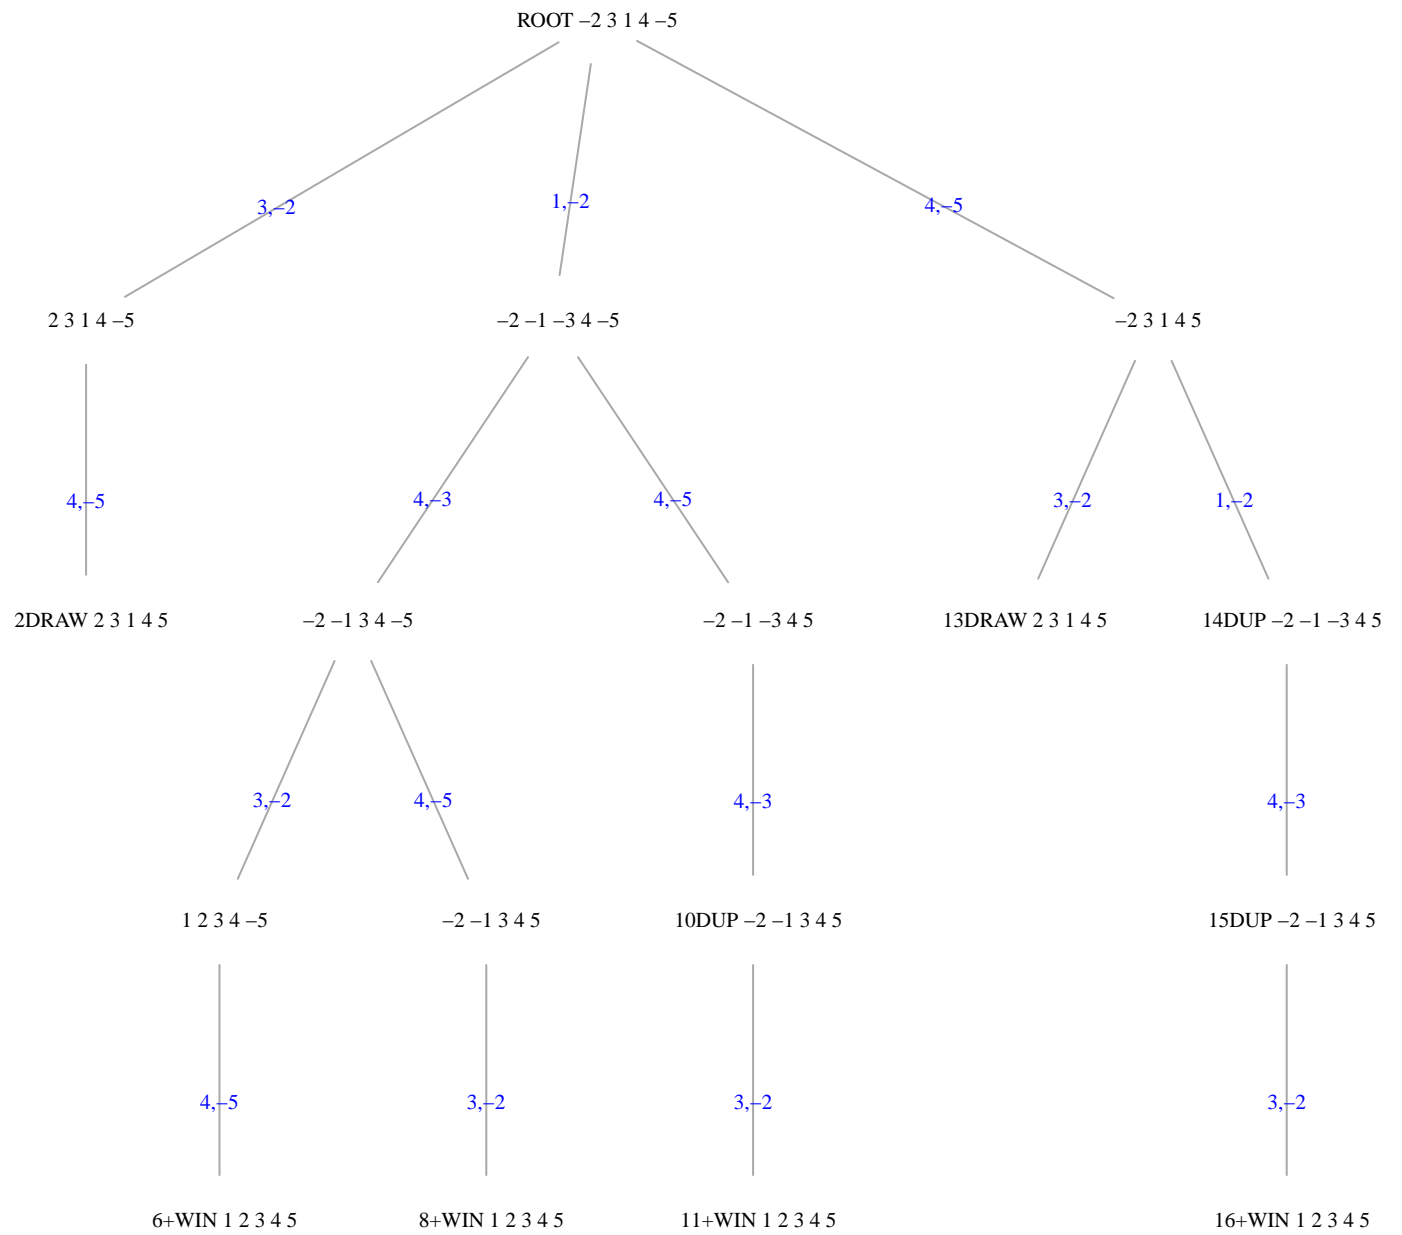 ROOT –2 3 1 4 –5
3,–2
1,–2
4,–5
2 3 1 4 –5
–2 –1 –3 4 –5
–2 3 1 4 5
4,–5
4,–3
4,–5
3,–2
1,–2
2DRAW 2 3 1 4 5
–2 –1 3 4 –5
–2 –1 –3 4 5
13DRAW 2 3 1 4 5
14DUP –2 –1 –3 4 5
3,–2
4,–5
4,–3
4,–3
1 2 3 4 –5
–2 –1 3 4 5
10DUP –2 –1 3 4 5
15DUP –2 –1 3 4 5
4,–5
3,–2
3,–2
3,–2
6+WIN 1 2 3 4 5
8+WIN 1 2 3 4 5
11+WIN 1 2 3 4 5
16+WIN 1 2 3 4 5